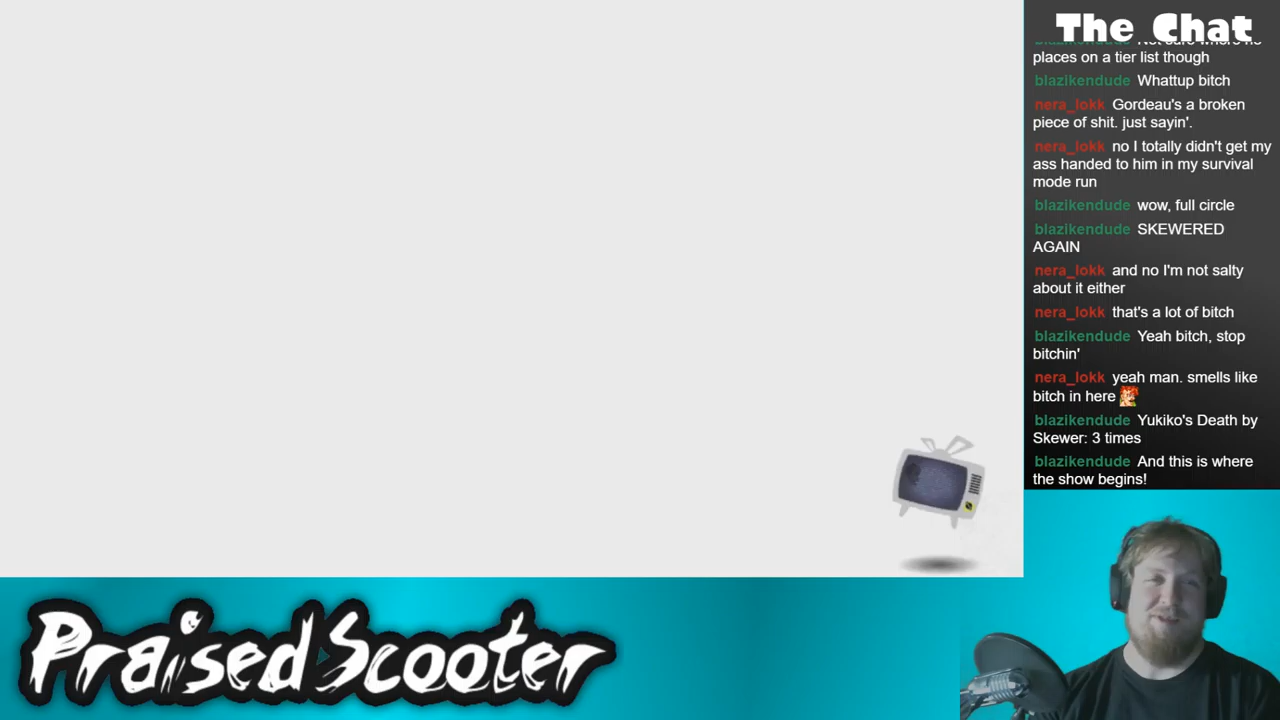 The Chat
blazikendude
places on a tier list though
blazikendude Whattup bitch
nera_lokk Gordeau's a broken
piece of shit. just sayin'.
nera_lokk no I totally didn't get my
ass handed to him in my survival
mode run
blazikendude wow, full circle
blazikendude SKEWERED
AGAIN
nera_lokk and no I'm not salty
about it either
nera_lokk that's a lot of bitch
blazikendude Yeah bitch, stop
bitchin'
nera_lokk yeah man. smells like
bitch in here
blazikendude Yukiko's Death by
Skewer: 3 times
blazikendude And this is where
the show begins!
PraisedScooter